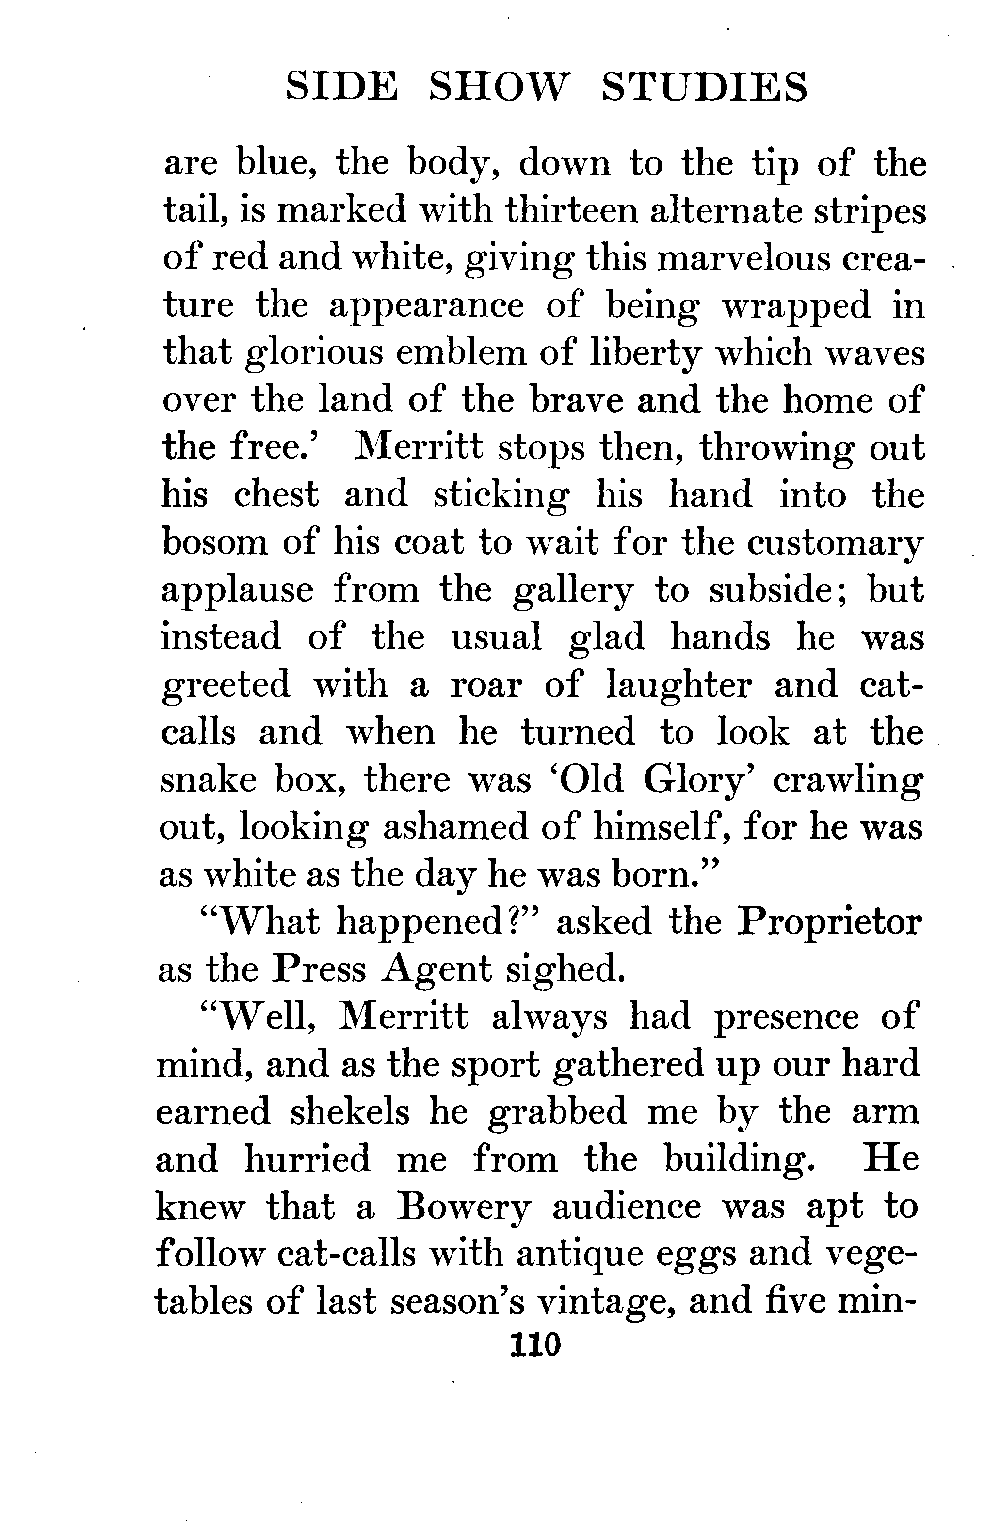 SIDE SHOW STUDIES
are blue, the body, down to the tip of the
tail, is marked with thirteen alternate stripes
of red and white, giving this marvelous crea-
ture the appearance of being wrapped in
that glorious emblem of liberty which waves
over the land of the brave and the home of
the free.’ Merritt stops then, throwing out
his chest and sticking his hand into the
bosom of his coat to wait for the customary
applause from the gallery to subside; but
instead of the usual glad hands he was
greeted with a roar of laughter and cat-
calls and when he turned to look at the
snake box, there was ‘Old Glory’ crawling
out, looking ashamed of himself, for he was
as white as the day he was born.”
“What happened?” asked the Proprietor
as the Press Agent sighed.
“Well, Merritt always had presence of
mind, and as the sport gathered up our hard
earned shekels he grabbed me by the arm
and hurried me from the building. He
knew that a Bowery audience was apt to
follow cat-calls with antique eggs and vege-
tables of last season’s vintage, and five min-
110